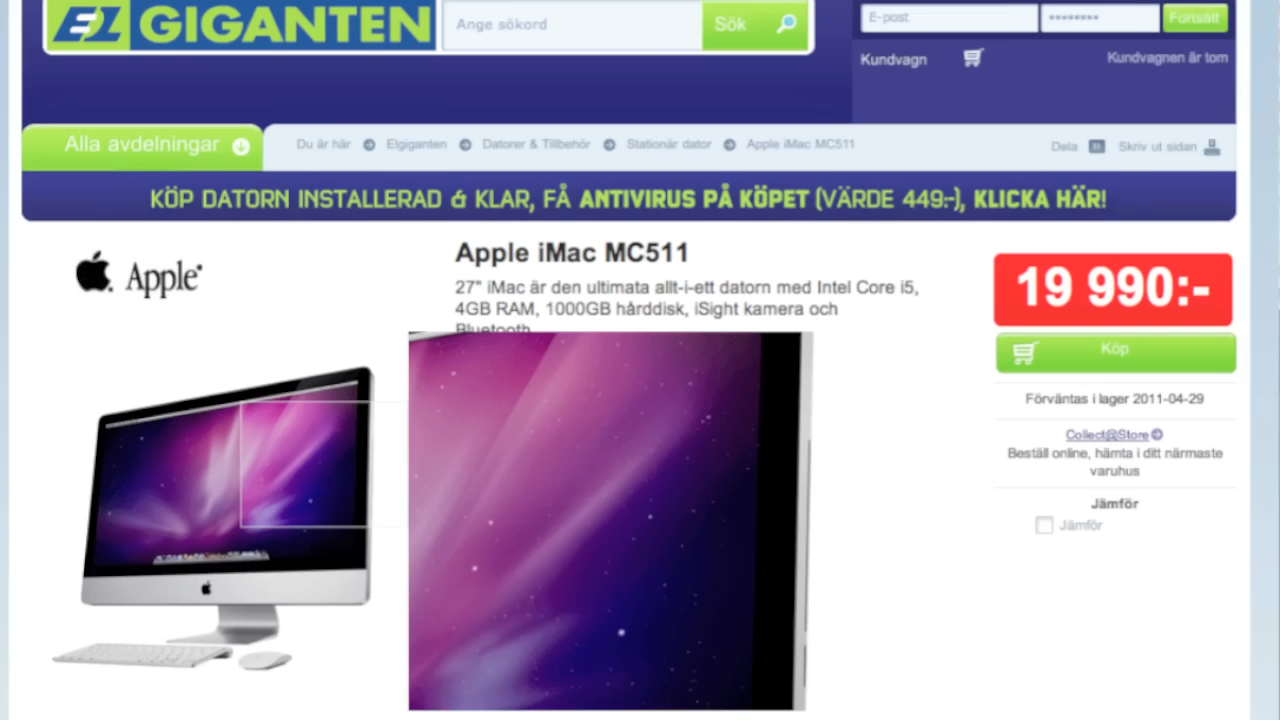 ELGIGANTEN
Ange sökord
Sök
E-post
••••••••
Fortsätt
Kundvagn
Kundvagnen är tom
Alla avdelningar
Du är här Elgiganten Datorer & Tillbehör Stationär dator Apple iMac MC511
Dela
Skriv ut sidan
KÖP DATORN INSTALLERAD & KLAR, FÅ ANTIVIRUS PÅ KÖPET (VÄRDE 449:-), KLICKA HÄR!
Apple
Apple iMac MC511
27" iMac är den ultimata allt-i-ett datorn med Intel Core i5,
4GB RAM, 1000GB hårddisk, iSight kamera och
Bluetooth
19 990:-
Köp
Förväntas i lager 2011-04-29
Collect@Store
Beställ online, hämta i ditt närmaste
varuhus
Jämför
Jämför